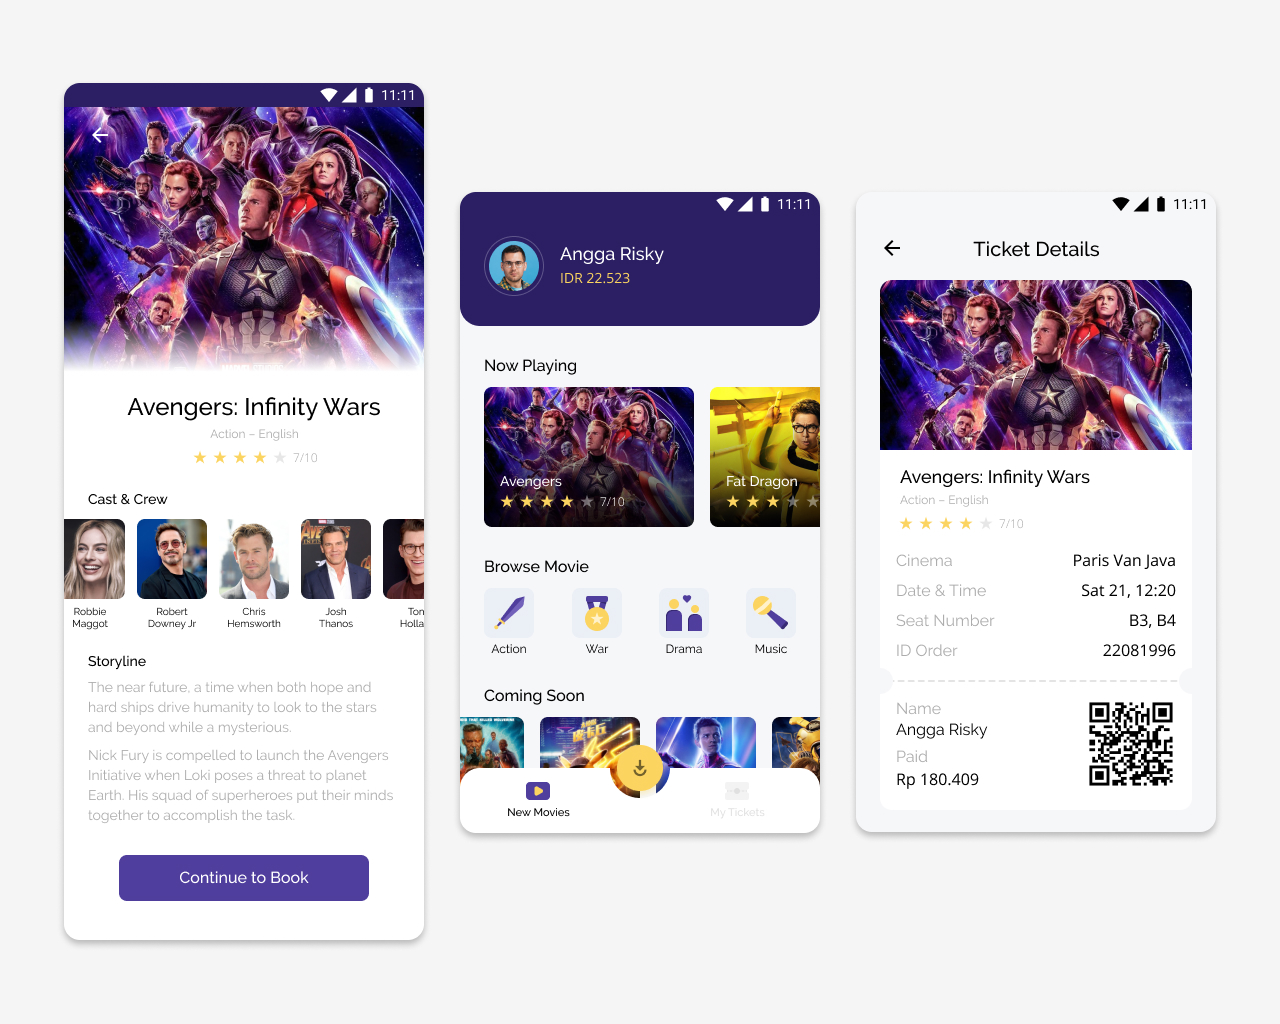 11:11
Avengers: Infinity Wars
Action – English
7/10
Cast & Crew
Robbie
Maggot
Robert
Downey Jr
Chris
Hemsworth
Josh
Thanos
Tom
Holla
Storyline
The near future, a time when both hope and
hard ships drive humanity to look to the stars
and beyond while a mysterious.
Nick Fury is compelled to launch the Avengers
Initiative when Loki poses a threat to planet
Earth. His squad of superheroes put their minds
together to accomplish the task.
Continue to Book
11:11
Angga Risky
IDR 22.523
Now Playing
Avengers
7/10
Fat Dragon
Browse Movie
Action
War
Drama
Music
Coming Soon
New Movies
My Tickets
11:11
Ticket Details
Avengers: Infinity Wars
Action – English
7/10
Cinema
Paris Van Java
Date & Time
Sat 21, 12:20
Seat Number
B3, B4
ID Order
22081996
Name
Angga Risky
Paid
Rp 180.409